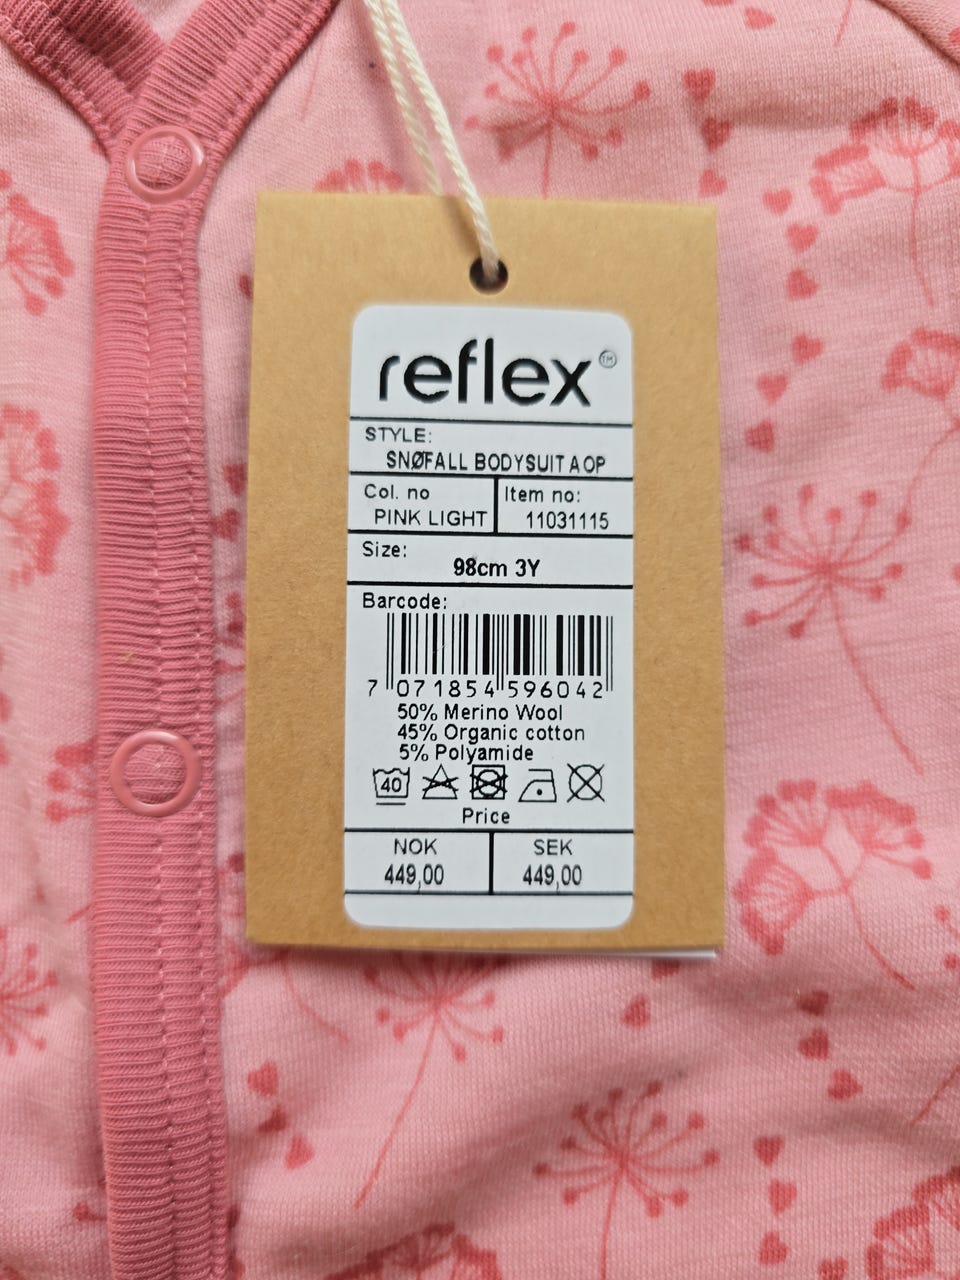 reflex™
STYLE:
SNØFALL BODYSUIT AOP
Col. no
PINK LIGHT
Item no:
11031115
Size:
98cm 3Y
Barcode:
7 071854 596042
50% Merino Wool
45% Organic cotton
5% Polyamide
40
Price
NOK
449,00
SEK
449,00